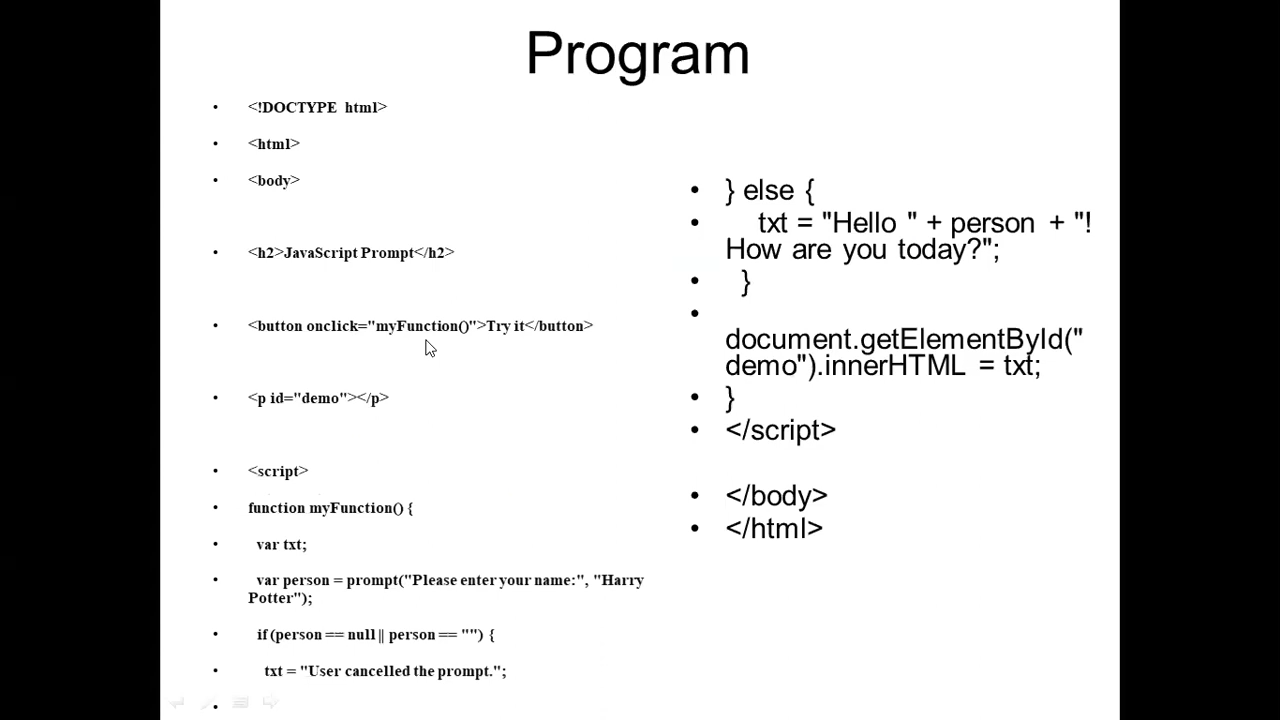 Program
• <!DOCTYPE html>
• <html>
• <body>
• <h2>JavaScript Prompt</h2>
• <button onclick="myFunction()">Try it</button>
• <p id="demo"></p>
• <script>
• function myFunction() {
• var txt;
• var person = prompt("Please enter your name:", "Harry
Potter");
• if (person == null || person == "") {
• txt = "User cancelled the prompt.";
•
• } else {
• txt = "Hello " + person + "!
How are you today?";
• }
•
document.getElementById("
demo").innerHTML = txt;
• }
• </script>
• </body>
• </html>